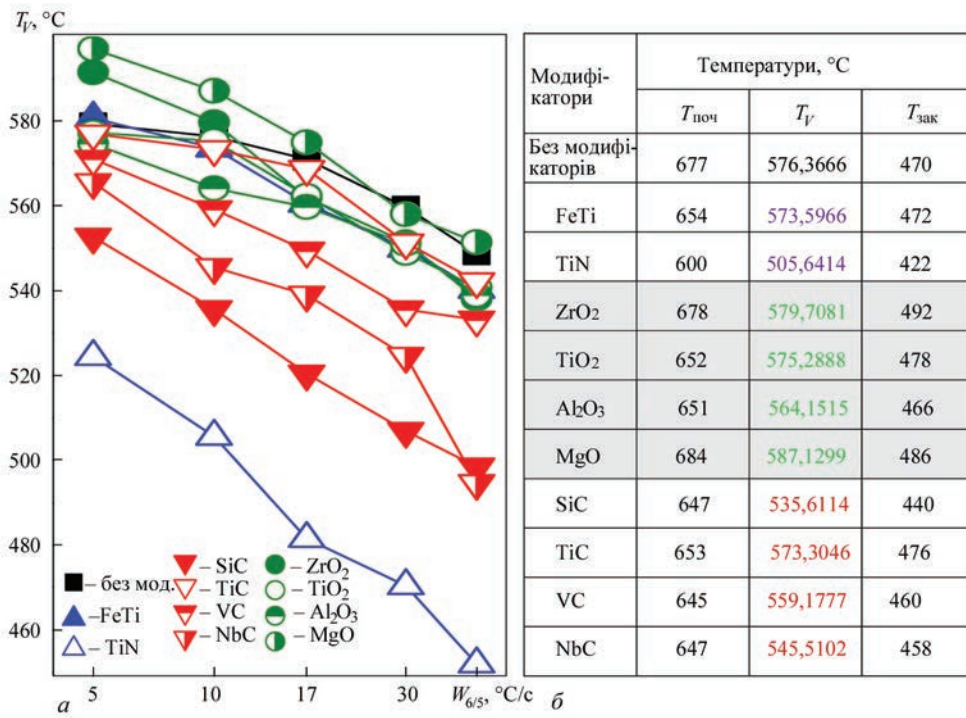 T_V, °C
580
560
540
520
500
480
460
– без мод.
–FeTi
– TiN
– SiC
– TiC
– VC
– NbC
– ZrO₂
– TiO₂
– Al₂O₃
– MgO
5 10 17 30 W₆/₅, °C/с
а
б
Модифі-
катори
Температури, °C
Tпоч T_V Tзак
Без модифі-
каторів 677 576,3666 470
FeTi 654 573,5966 472
TiN 600 505,6414 422
ZrO₂ 678 579,7081 492
TiO₂ 652 575,2888 478
Al₂O₃ 651 564,1515 466
MgO 684 587,1299 486
SiC 647 535,6114 440
TiC 653 573,3046 476
VC 645 559,1777 460
NbC 647 545,5102 458